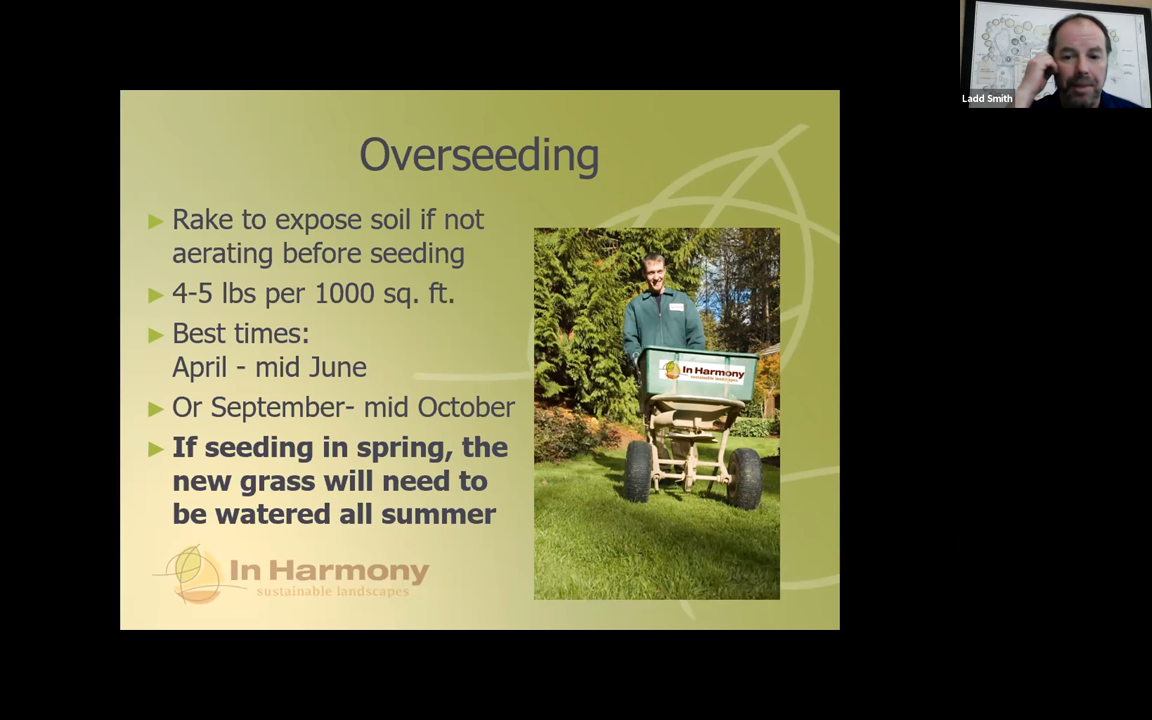 Ladd Smith
Overseeding
Rake to expose soil if not
aerating before seeding
4-5 lbs per 1000 sq. ft.
Best times:
April - mid June
Or September- mid October
If seeding in spring, the
new grass will need to
be watered all summer
In Harmony
sustainable landscapes
In Harmony
sustainable landscapes